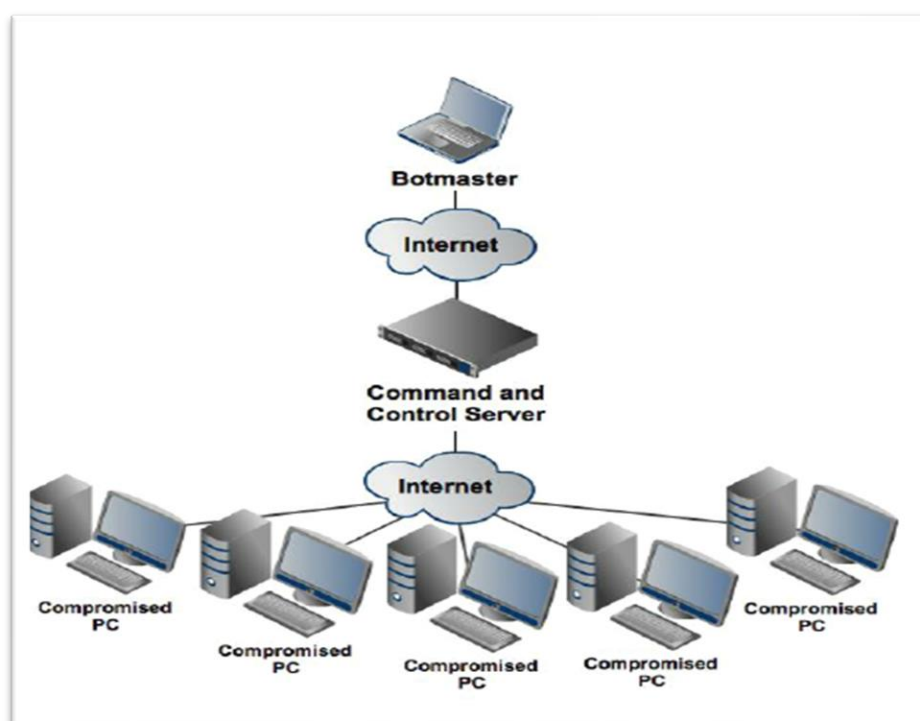 Botmaster
Internet
Command and
Control Server
Internet
Compromised
PC
Compromised
PC
Compromised
PC
Compromised
PC
Compromised
PC